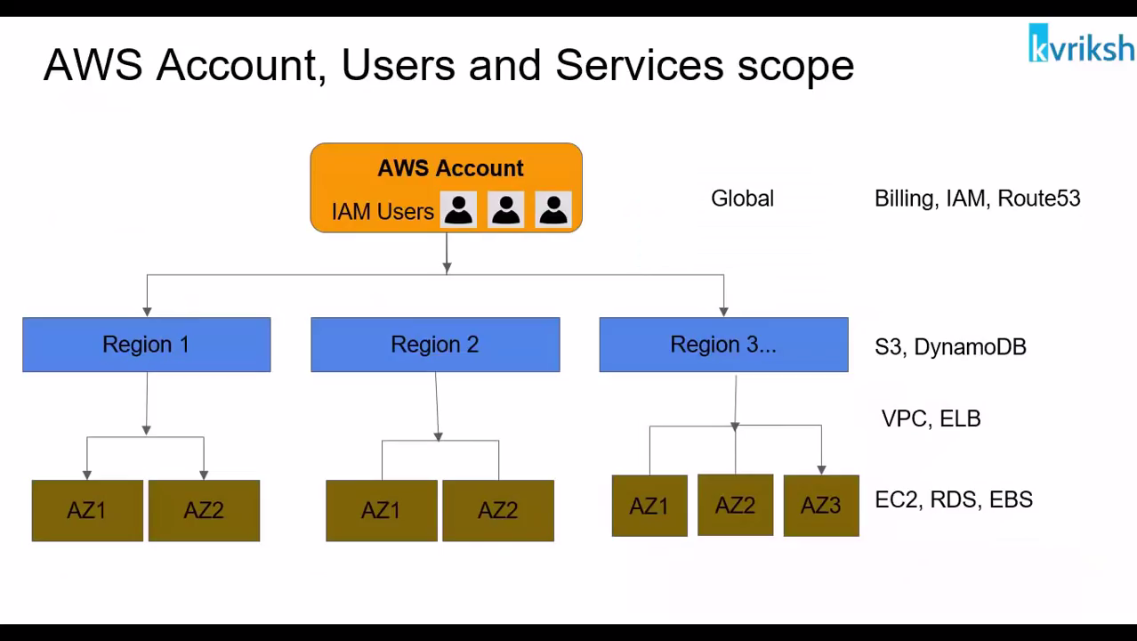 AWS Account, Users and Services scope
kvriksh
AWS Account
IAM Users
Global
Billing, IAM, Route53
Region 1
Region 2
Region 3...
S3, DynamoDB
VPC, ELB
AZ1
AZ2
AZ1
AZ2
AZ1
AZ2
AZ3
EC2, RDS, EBS